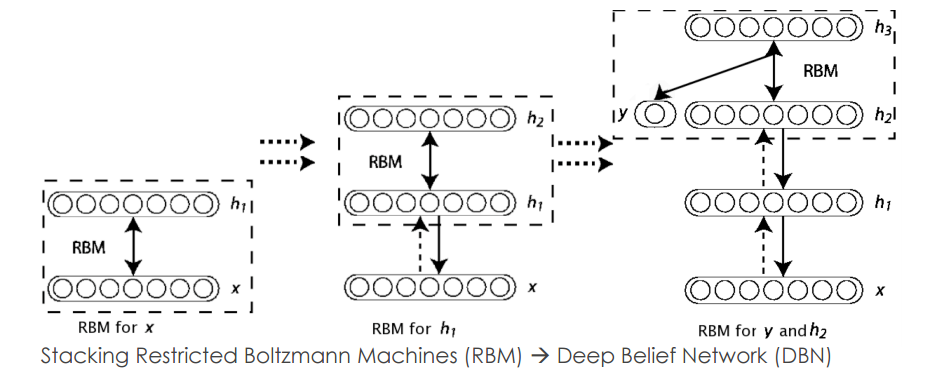 h3
RBM
y
h2
h2
RBM
h1
h1
h1
RBM
x
x
x
RBM for x
RBM for h1
RBM for y and h2
Stacking Restricted Boltzmann Machines (RBM) → Deep Belief Network (DBN)